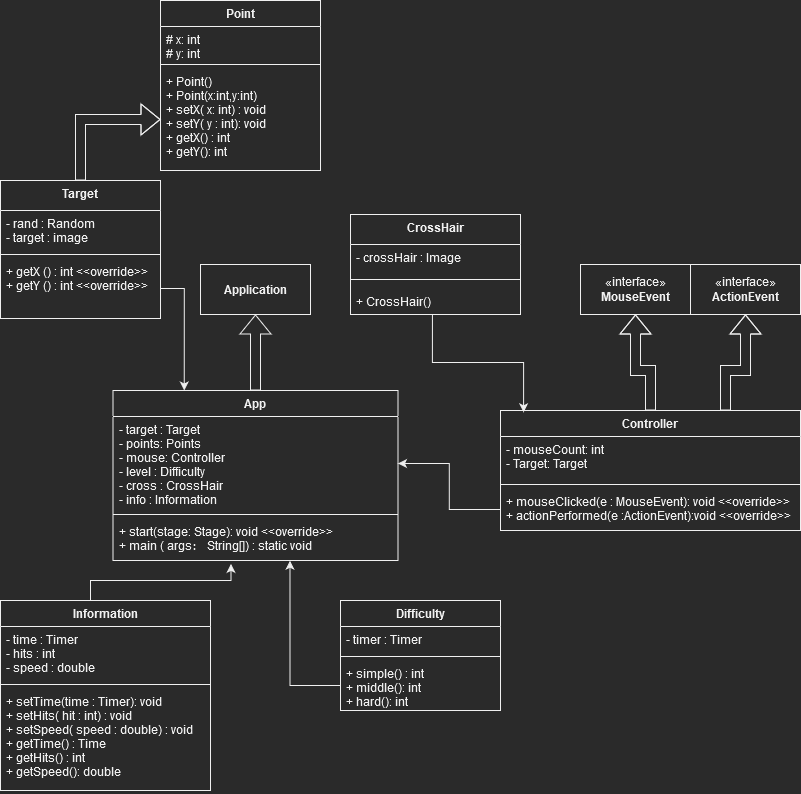 Point
# x: int
# y: int
+ Point()
+ Point(x:int,y:int)
+ setX( x: int) : void
+ setY( y : int): void
+ getX() : int
+ getY(): int
Target
- rand : Random
- target : image
+ getX () : int <<override>>
+ getY () : int <<override>>
Application
CrossHair
- crossHair : Image
+ CrossHair()
«interface»
MouseEvent
«interface»
ActionEvent
App
- target : Target
- points: Points
- mouse: Controller
- level : Difficulty
- cross : CrossHair
- info : Information
+ start(stage: Stage): void <<override>>
+ main ( args： String[]) : static void
Controller
- mouseCount: int
- Target: Target
+ mouseClicked(e : MouseEvent): void <<override>>
+ actionPerformed(e :ActionEvent):void <<override>>
Information
- time : Timer
- hits : int
- speed : double
+ setTime(time : Timer): void
+ setHits( hit : int) : void
+ setSpeed( speed : double) : void
+ getTime() : Time
+ getHits() : int
+ getSpeed(): double
Difficulty
- timer : Timer
+ simple() : int
+ middle(): int
+ hard(): int